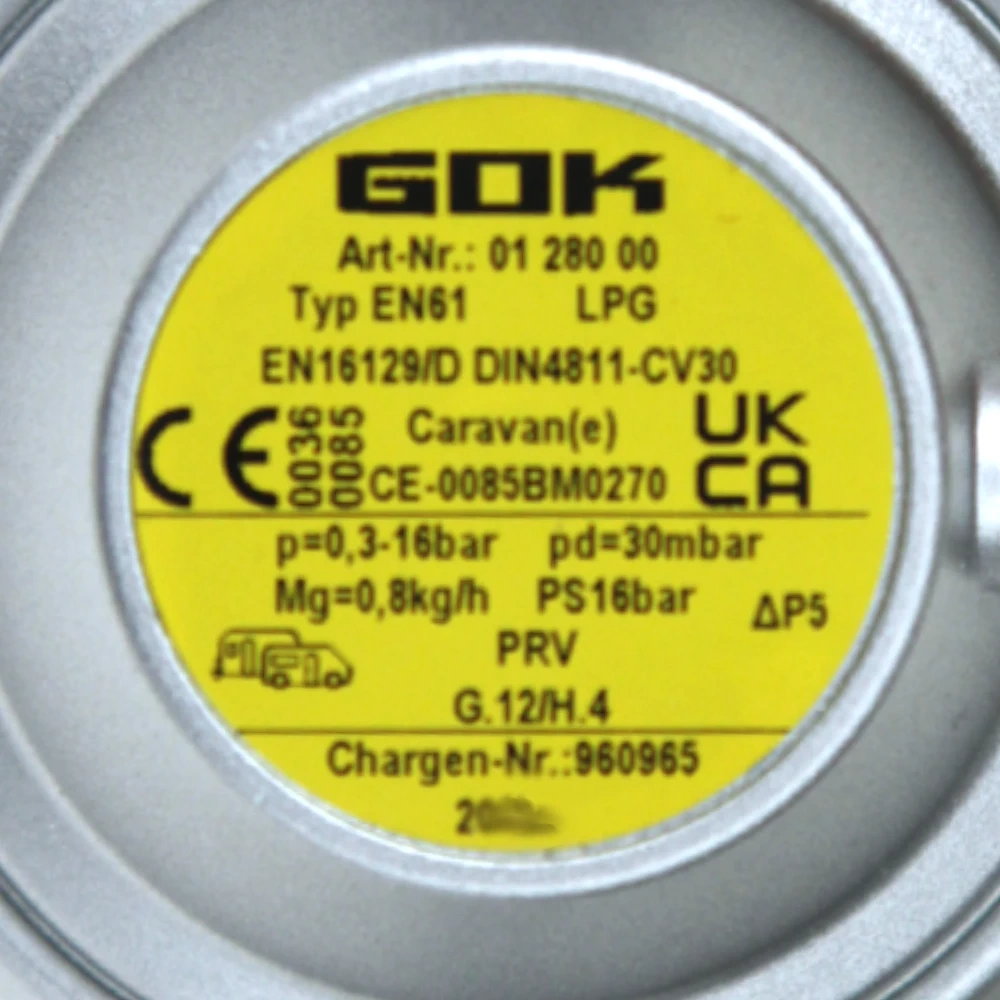 GOK
Art-Nr.: 01 280 00
Typ EN61 LPG
EN16129/D DIN4811-CV30
CE 0036 0085 Caravan(e) UK CA
CE-0085BM0270
p=0,3-16bar pd=30mbar
Mg=0,8kg/h PS16bar ΔP5
PRV
G.12/H.4
Chargen-Nr.:960965